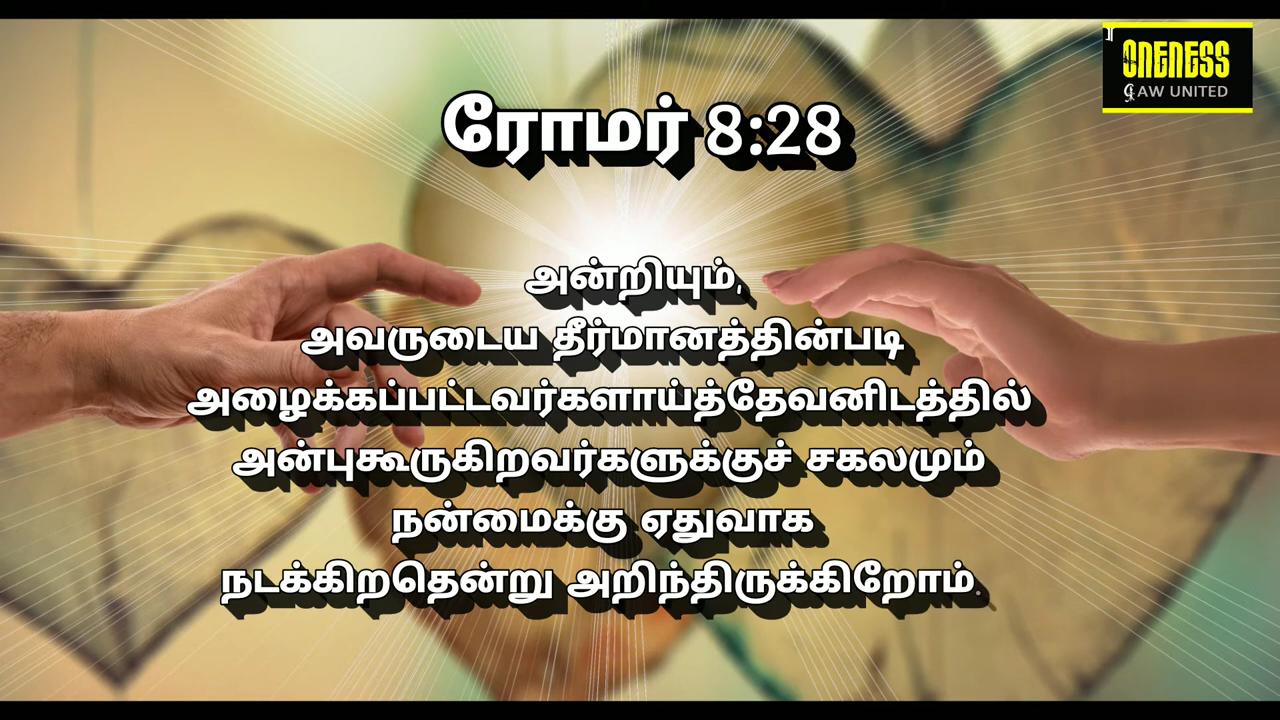 ONENESS
LAW UNITED
ரோமர் 8:28
அன்றியும்,
அவருடைய தீர்மானத்தின்படி
அழைக்கப்பட்டவர்களாய்த்தேவனிடத்தில்
அன்புகூருகிறவர்களுக்குச் சகலமும்
நன்மைக்கு ஏதுவாக
நடக்கிறதென்று அறிந்திருக்கிறோம்.